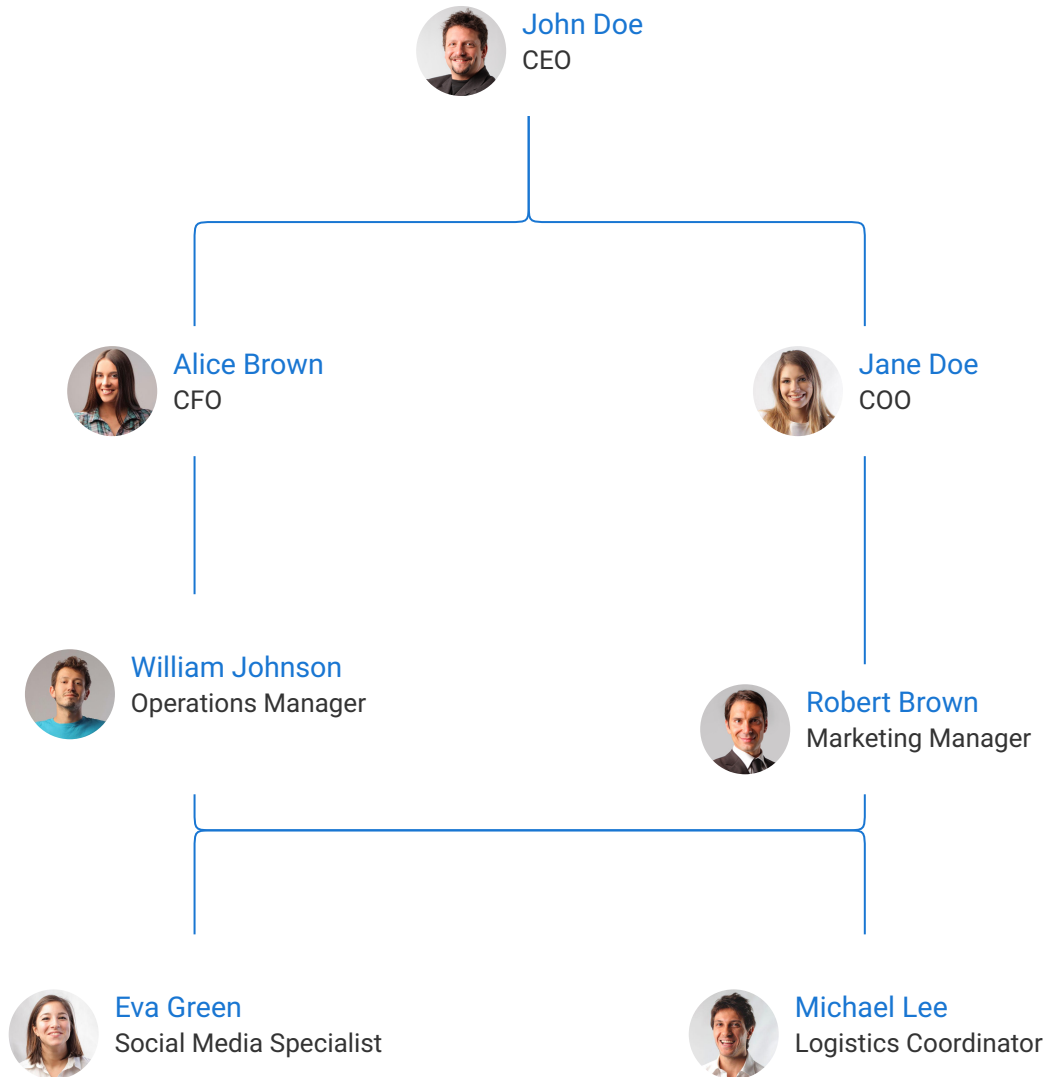 John Doe
CEO
Alice Brown
CFO
Jane Doe
COO
William Johnson
Operations Manager
Robert Brown
Marketing Manager
Eva Green
Social Media Specialist
Michael Lee
Logistics Coordinator